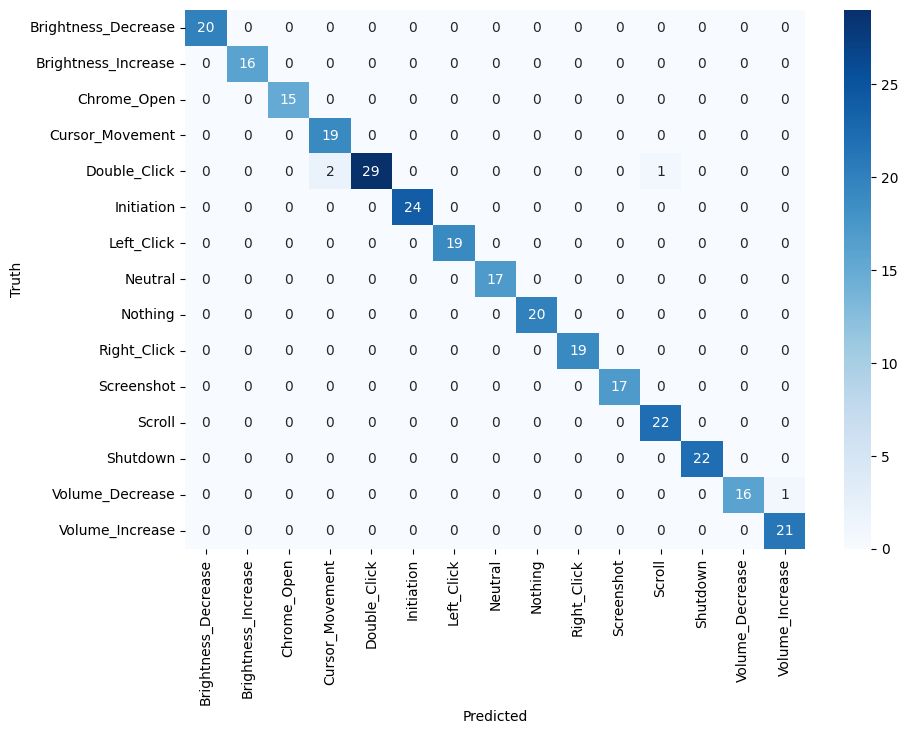 Brightness_Decrease 20 0 0 0 0 0 0 0 0 0 0 0 0 0 0
Brightness_Increase 0 16 0 0 0 0 0 0 0 0 0 0 0 0 0
Chrome_Open 0 0 15 0 0 0 0 0 0 0 0 0 0 0 0
Cursor_Movement 0 0 0 19 0 0 0 0 0 0 0 0 0 0 0
Double_Click 0 0 0 2 29 0 0 0 0 0 0 1 0 0 0
Initiation 0 0 0 0 0 24 0 0 0 0 0 0 0 0 0
Left_Click 0 0 0 0 0 0 19 0 0 0 0 0 0 0 0
Neutral 0 0 0 0 0 0 0 17 0 0 0 0 0 0 0
Nothing 0 0 0 0 0 0 0 0 20 0 0 0 0 0 0
Right_Click 0 0 0 0 0 0 0 0 0 19 0 0 0 0 0
Screenshot 0 0 0 0 0 0 0 0 0 0 17 0 0 0 0
Scroll 0 0 0 0 0 0 0 0 0 0 0 22 0 0 0
Shutdown 0 0 0 0 0 0 0 0 0 0 0 0 22 0 0
Volume_Decrease 0 0 0 0 0 0 0 0 0 0 0 0 0 16 1
Volume_Increase 0 0 0 0 0 0 0 0 0 0 0 0 0 0 21
Truth
Brightness_Decrease
Brightness_Increase
Chrome_Open
Cursor_Movement
Double_Click
Initiation
Left_Click
Neutral
Nothing
Right_Click
Screenshot
Scroll
Shutdown
Volume_Decrease
Volume_Increase
Predicted
25
20
15
10
5
0